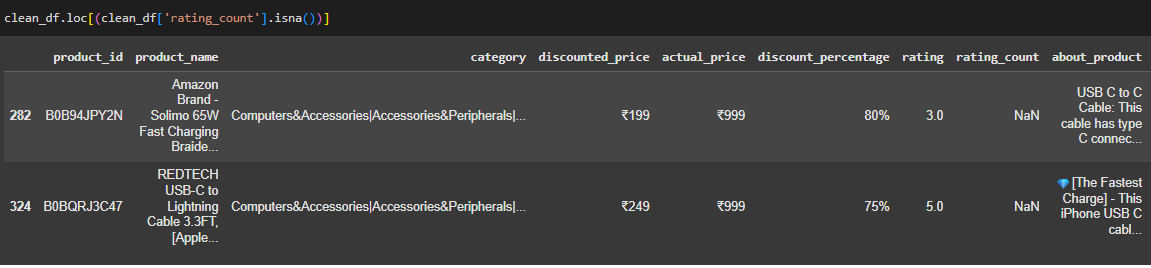 clean_df.loc[(clean_df['rating_count'].isna())]
product_id product_name category discounted_price actual_price discount_percentage rating rating_count about_product
282 B0B94JPY2N Amazon Brand - Solimo 65W Fast Charging Braide... Computers&Accessories|Accessories&Peripherals|... ₹199 ₹999 80% 3.0 NaN USB C to C Cable: This cable has type C connec...
324 B0BQRJ3C47 REDTECH USB-C to Lightning Cable 3.3FT, [Apple... Computers&Accessories|Accessories&Peripherals|... ₹249 ₹999 75% 5.0 NaN 💎[The Fastest Charge] - This iPhone USB C cabl...